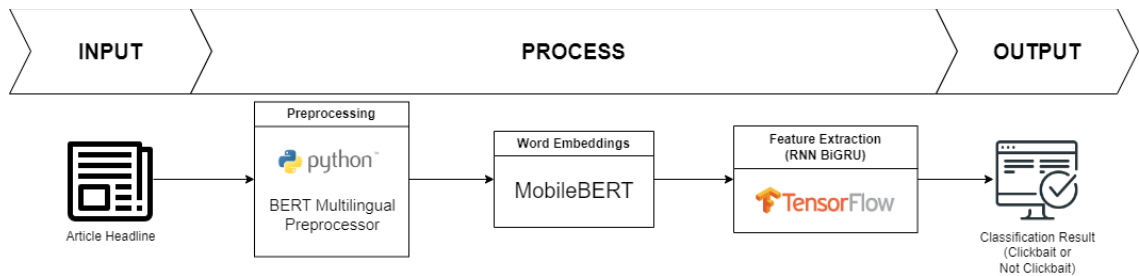 INPUT
PROCESS
OUTPUT
Preprocessing
python™
BERT Multilingual
Preprocessor
Word Embeddings
MobileBERT
Feature Extraction
(RNN BiGRU)
TensorFlow
Article Headline
Classification Result
(Clickbait or
Not Clickbait)